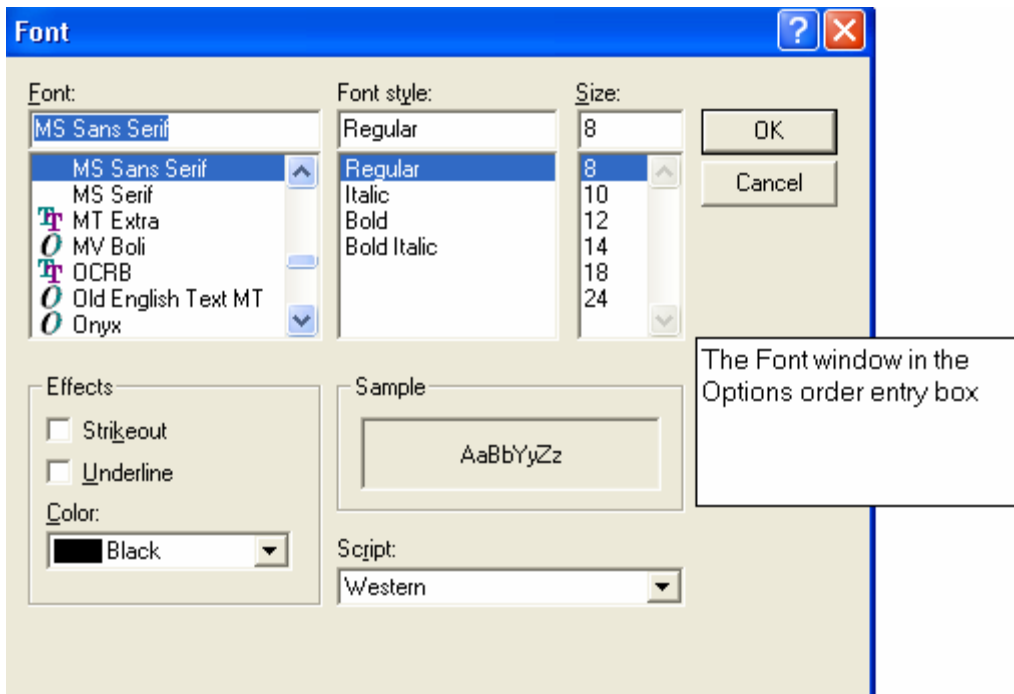 Font
Font:
MS Sans Serif
MS Sans Serif
MS Serif
MT Extra
MV Boli
OCRB
Old English Text MT
Onyx
Font style:
Regular
Regular
Italic
Bold
Bold Italic
Size:
8
8
10
12
14
18
24
OK
Cancel
The Font window in the
Options order entry box
Effects
Strikeout
Underline
Color:
Black
Sample
AaBbYyZz
Script:
Western